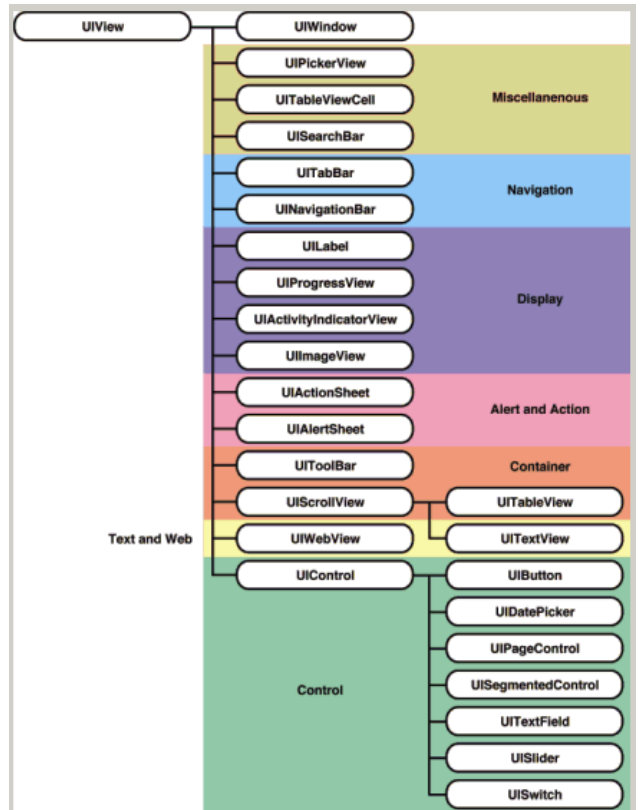 UIView
UIWindow
UIPickerView
UITableViewCell
Miscellanenous
UISearchBar
UITabBar
Navigation
UINavigationBar
UILabel
UIProgressView
Display
UIActivityIndicatorView
UIImageView
UIActionSheet
Alert and Action
UIAlertSheet
UIToolBar
Container
UIScrollView
UITableView
Text and Web
UIWebView
UITextView
UIControl
UIButton
UIDatePicker
UIPageControl
Control
UISegmentedControl
UITextField
UISlider
UISwitch